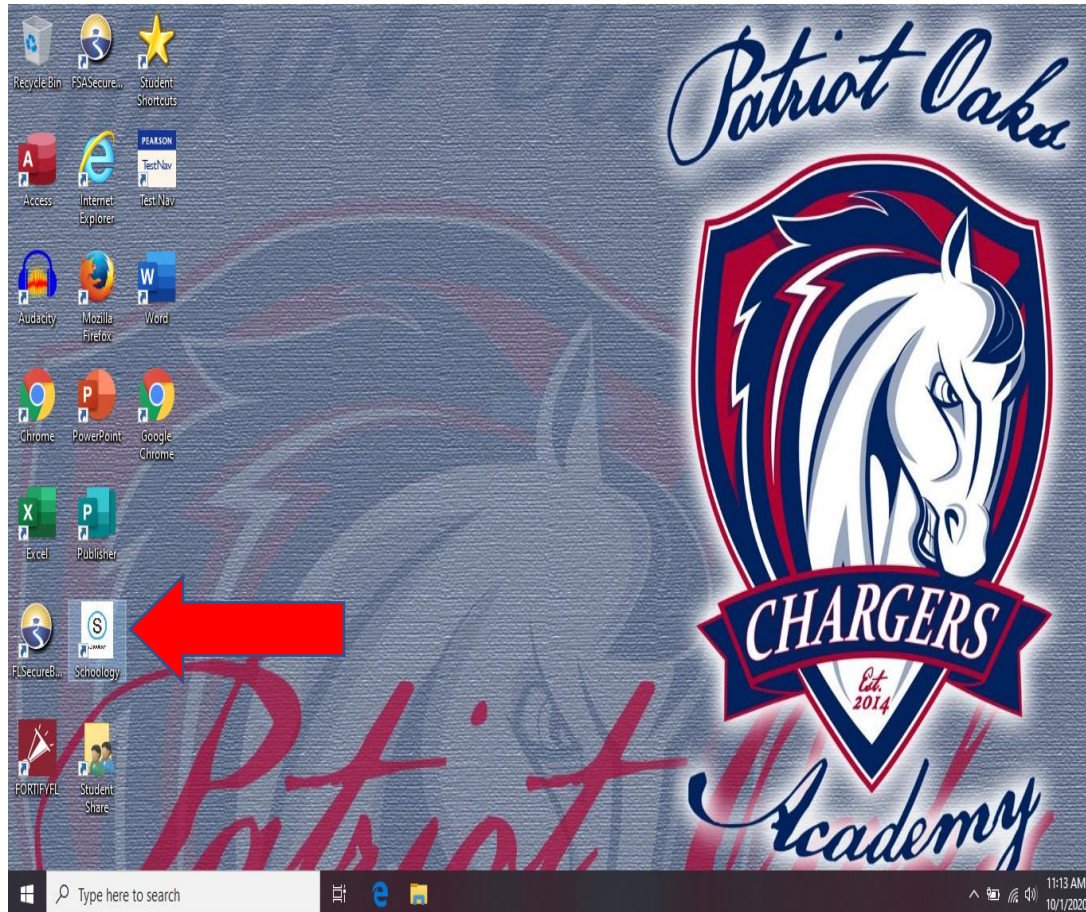 Recycle Bin
FSASecure...
Student
Shortcuts
Access
Internet
Explorer
PEARSON
TestNav
Test Nav
Audacity
Mozilla
Firefox
W
Word
Chrome
P
PowerPoint
Google
Chrome
X
Excel
P
Publisher
FLSecureB...
S
Schoology
FORTIFYFL
Student
Share
A
Patriot Oaks
CHARGERS
Est.
2014
Academy
Patriot
Type here to search
11:13 AM
10/1/2020